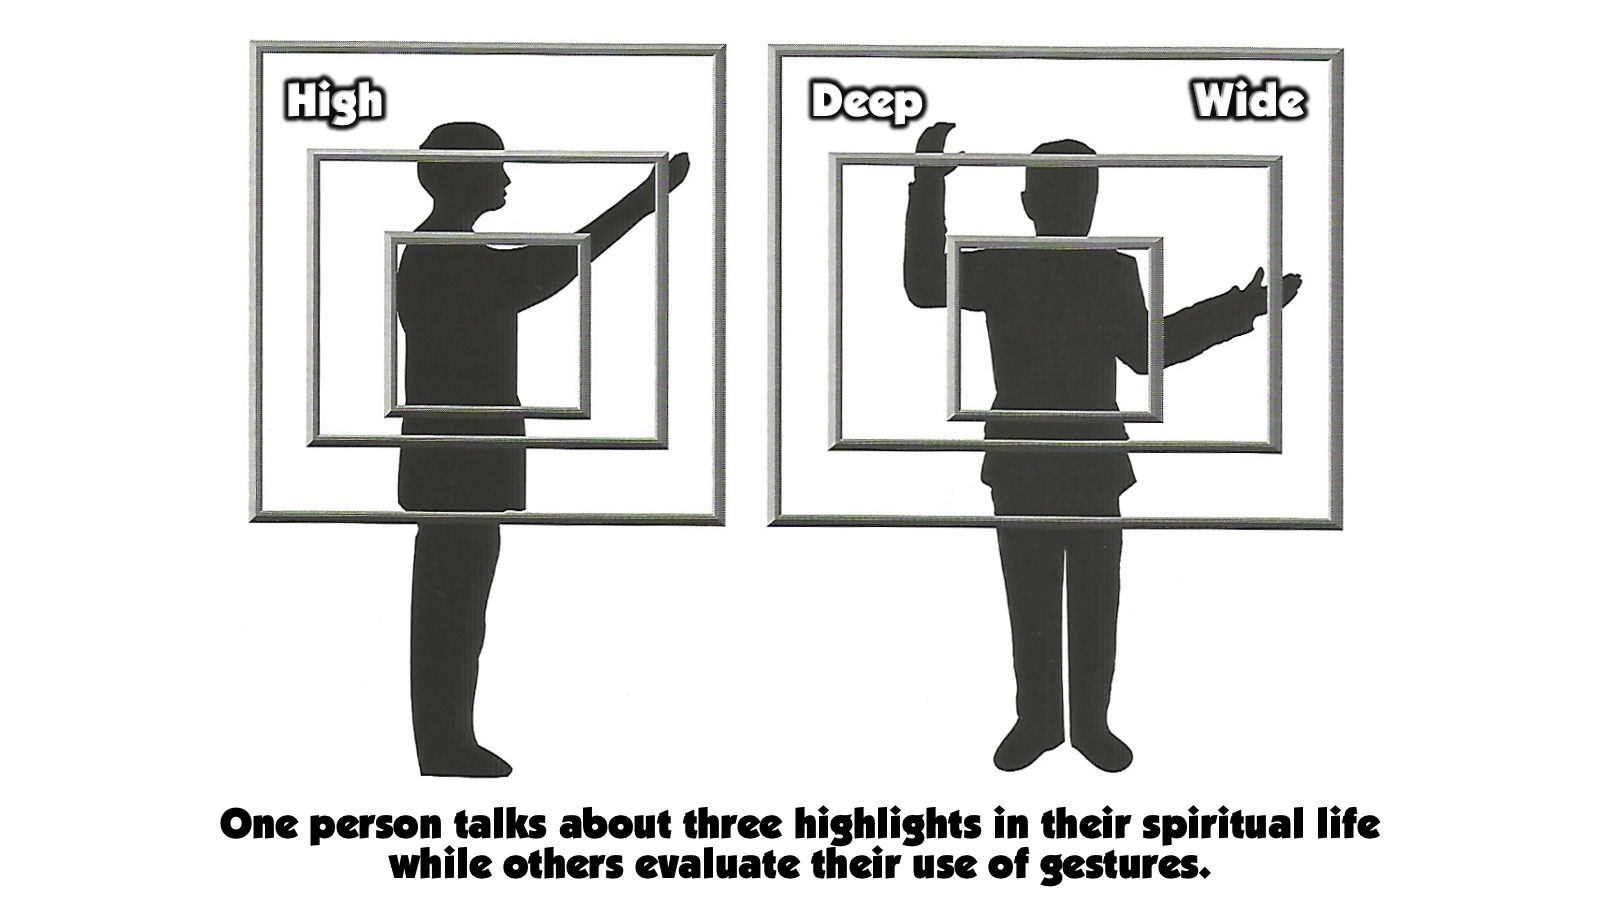 High
Deep
Wide
One person talks about three highlights in their spiritual life
while others evaluate their use of gestures.